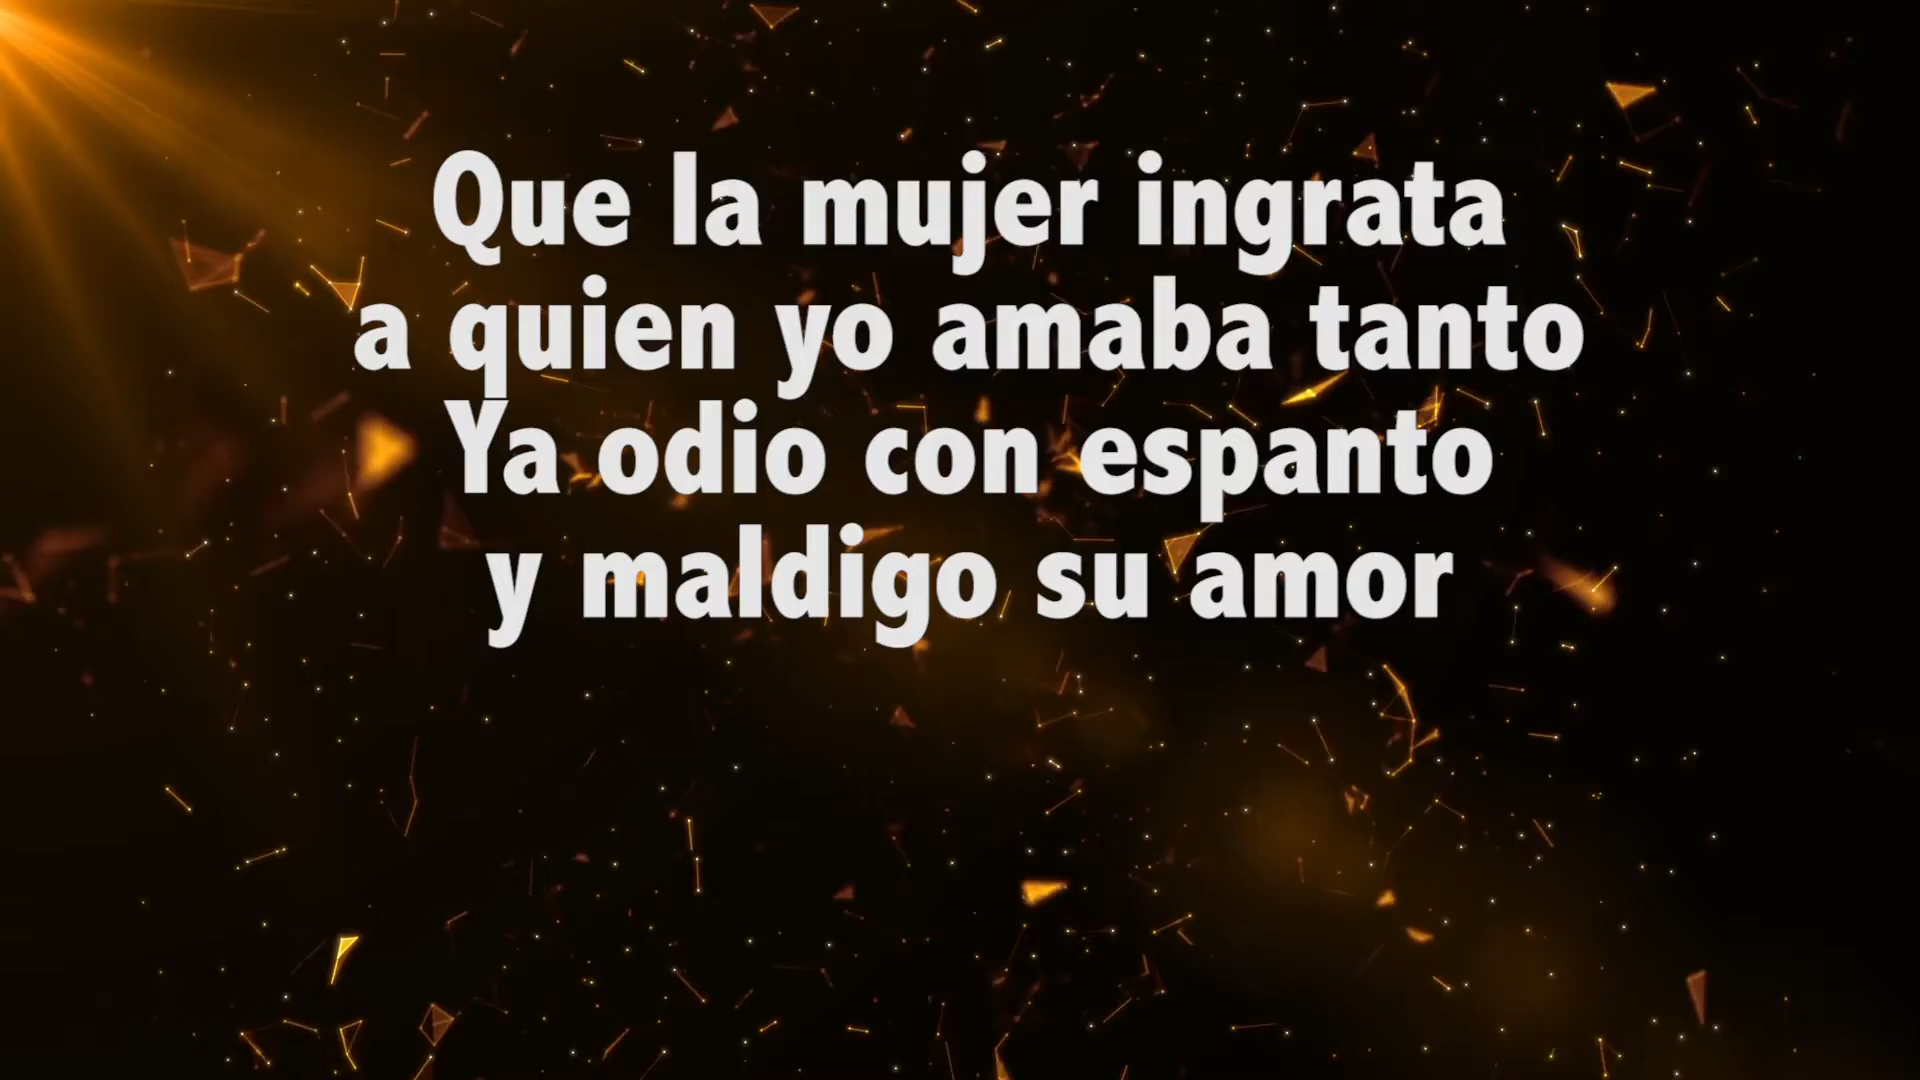 Que la mujer ingrata
a quien yo amaba tanto
Ya odio con espanto
y maldigo su amor